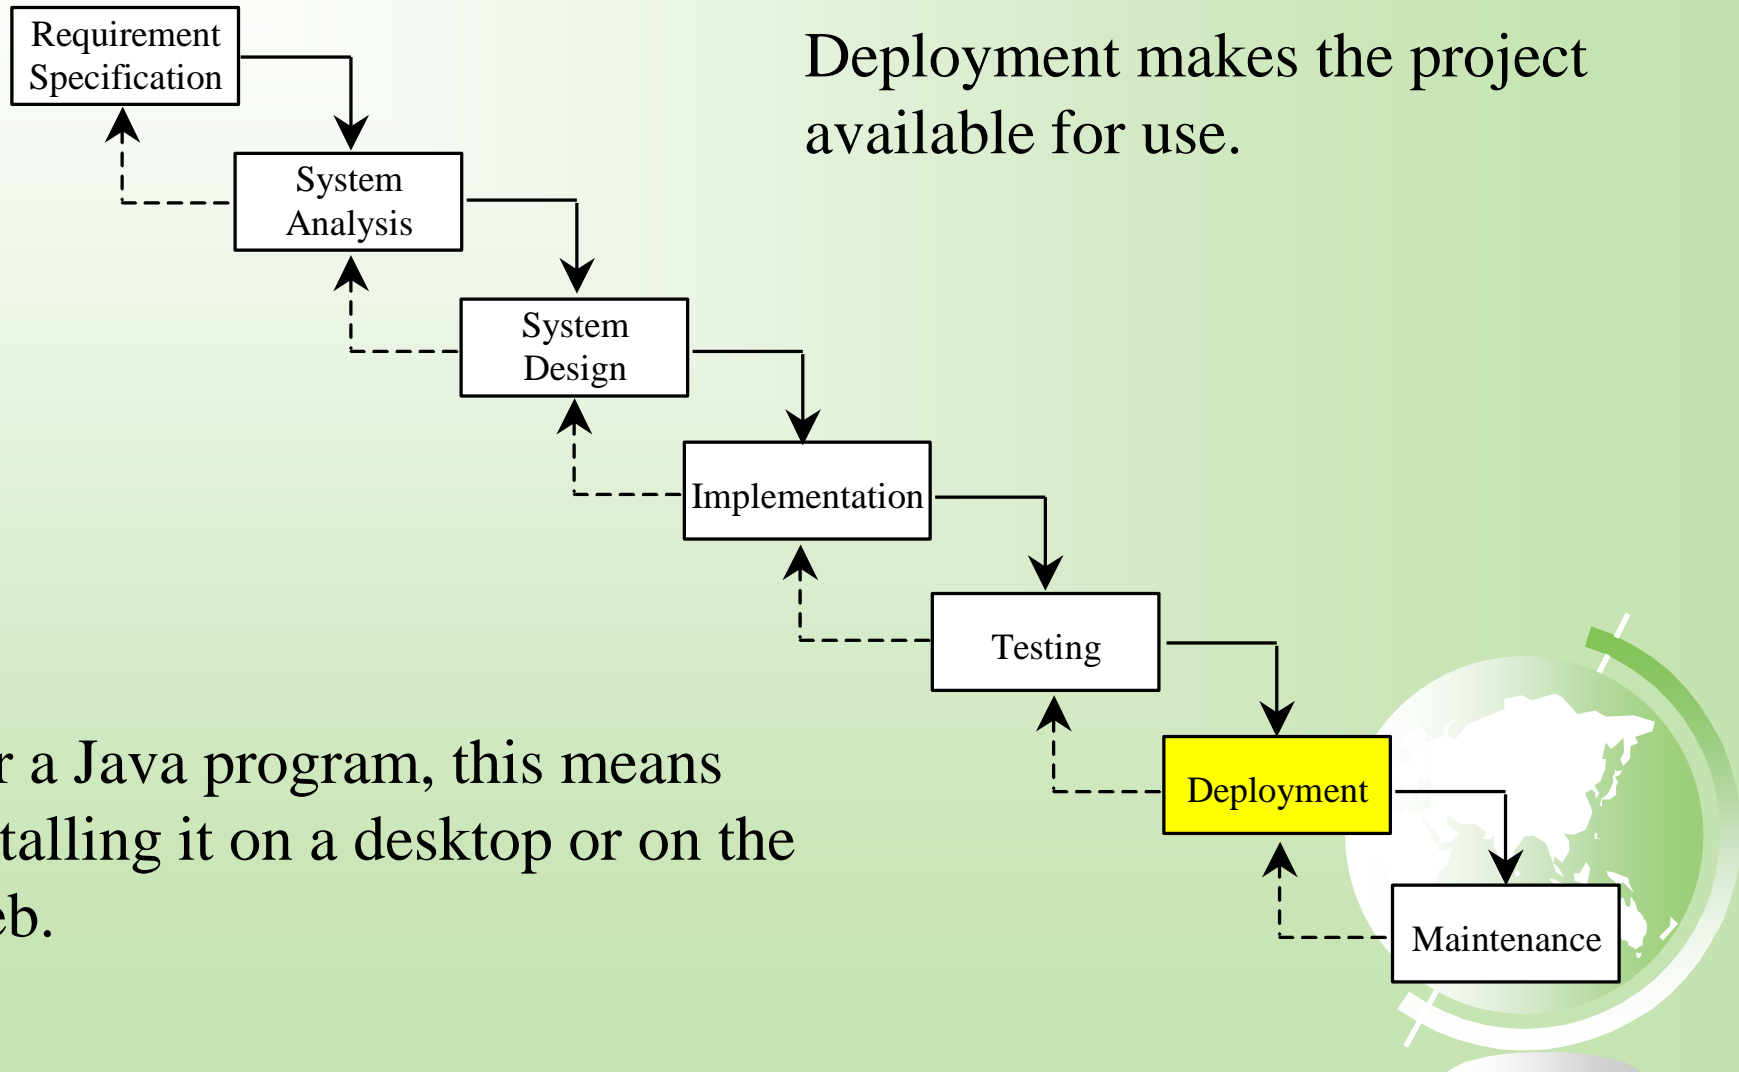 Requirement
Specification
Deployment makes the project
available for use.
System
Analysis
System
Design
Implementation
Testing
r a Java program, this means
talling it on a desktop or on the
eb.
Deployment
Maintenance